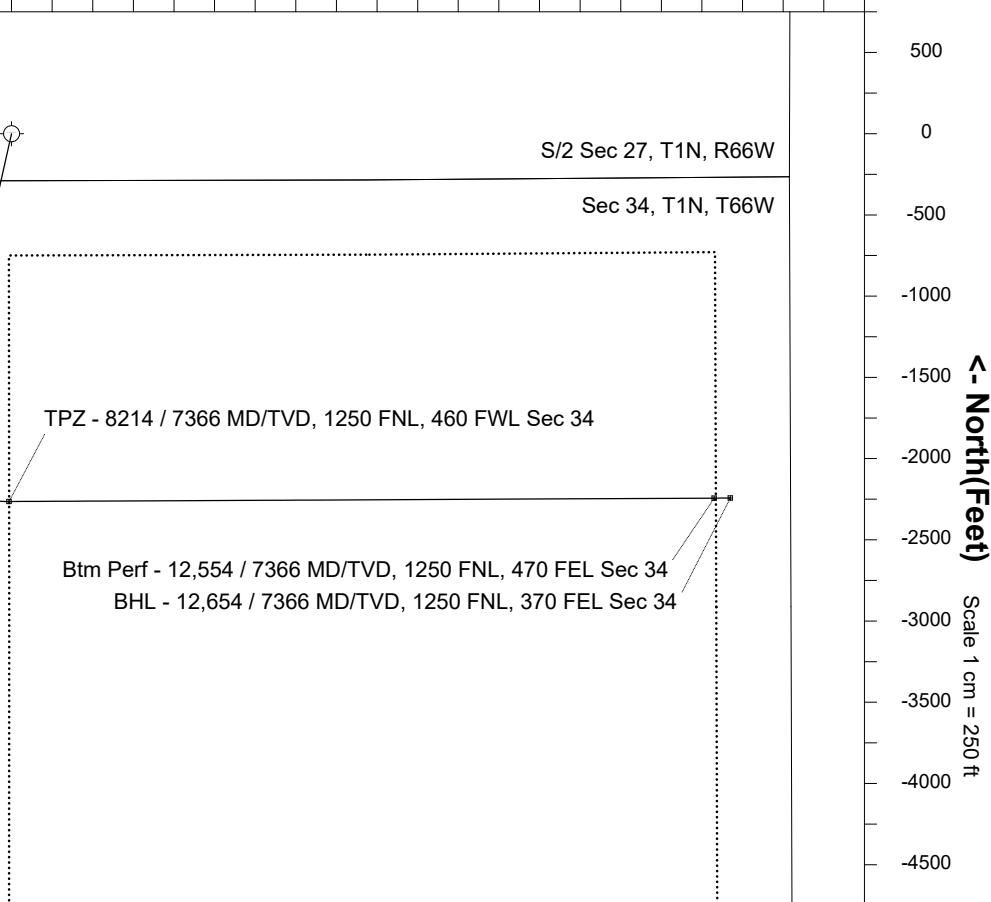 500
0
S/2 Sec 27, T1N, R66W
Sec 34, T1N, T66W
-500
-1000
-1500
TPZ - 8214 / 7366 MD/TVD, 1250 FNL, 460 FWL Sec 34
-2000
<- North(Feet)
-2500
Btm Perf - 12,554 / 7366 MD/TVD, 1250 FNL, 470 FEL Sec 34
BHL - 12,654 / 7366 MD/TVD, 1250 FNL, 370 FEL Sec 34
-3000
Scale 1 cm = 250 ft
-3500
-4000
-4500